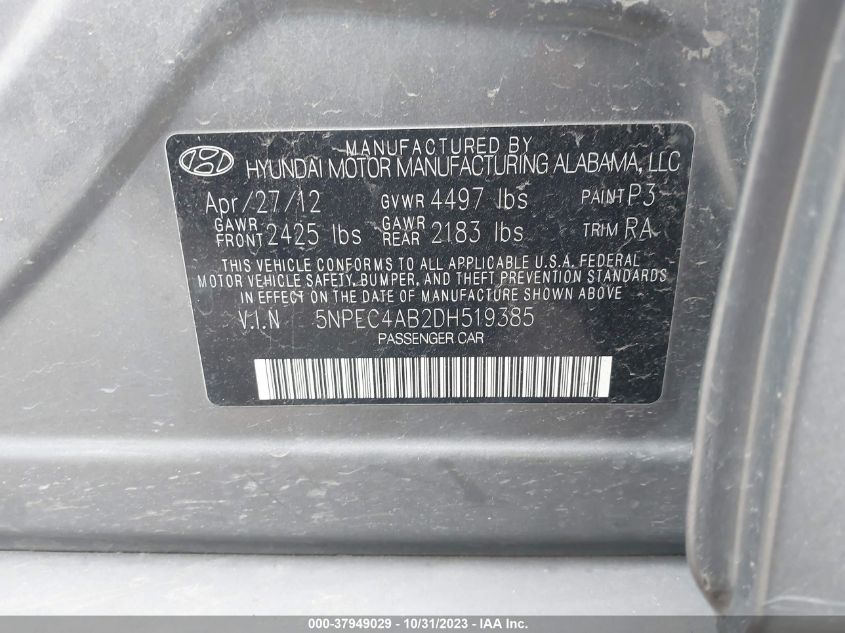 MANUFACTURED BY
HYUNDAI MOTOR MANUFACTURING ALABAMA, LLC
Apr/27/12 GVWR 4497 lbs PAINT P3
GAWR FRONT 2425 lbs GAWR REAR 2183 lbs TRIM RA
THIS VEHICLE CONFORMS TO ALL APPLICABLE U.S.A. FEDERAL
MOTOR VEHICLE SAFETY, BUMPER, AND THEFT PREVENTION STANDARDS
IN EFFECT ON THE DATE OF MANUFACTURE SHOWN ABOVE
V.I.N 5NPEC4AB2DH519385
PASSENGER CAR
000-37949029 - 10/31/2023 - IAA Inc.